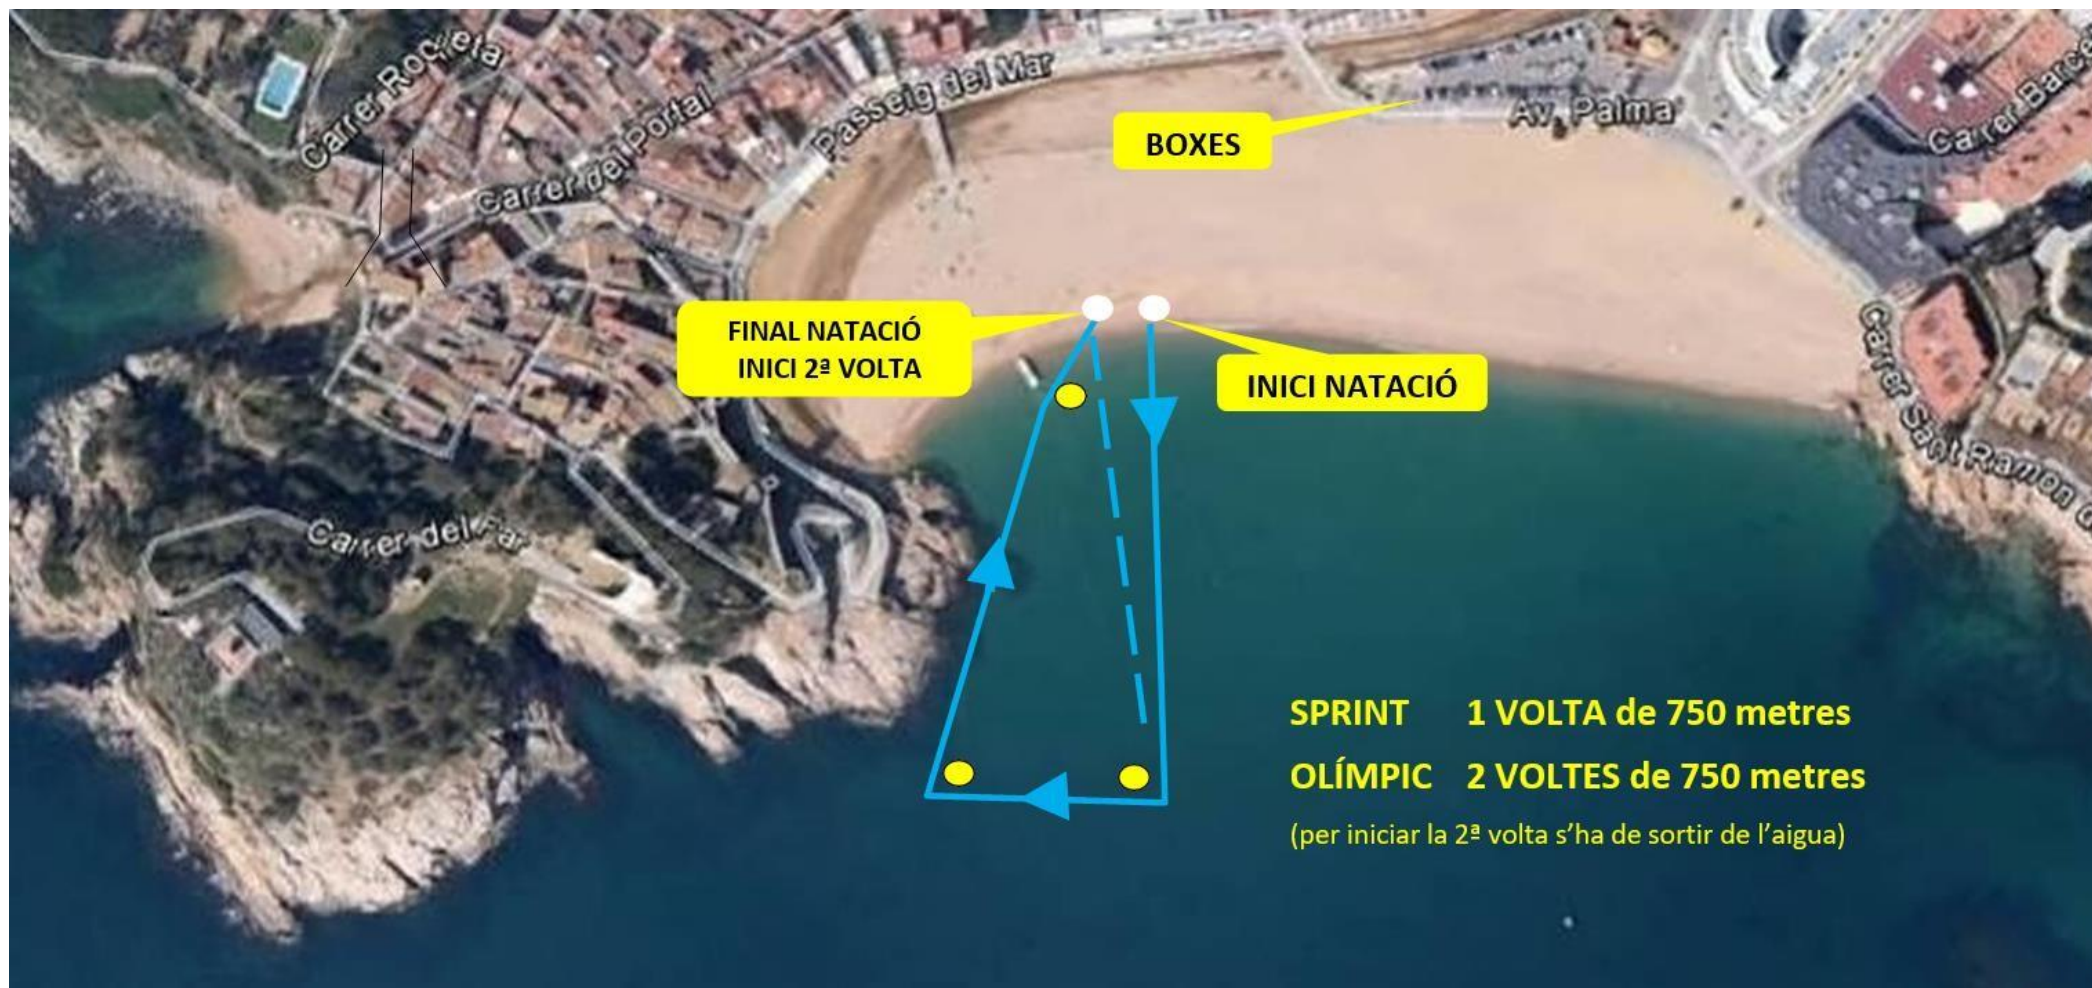 Carrer Roqueta
Carrer del Portal
Passeig del Mar
BOXES
Av. Palma
FINAL NATACIÓ
INICI 2ª VOLTA
INICI NATACIÓ
Carrer Sant Ramon
Carrer del Far
SPRINT 1 VOLTA de 750 metres
OLÍMPIC 2 VOLTES de 750 metres
(per iniciar la 2ª volta s'ha de sortir de l'aigua)